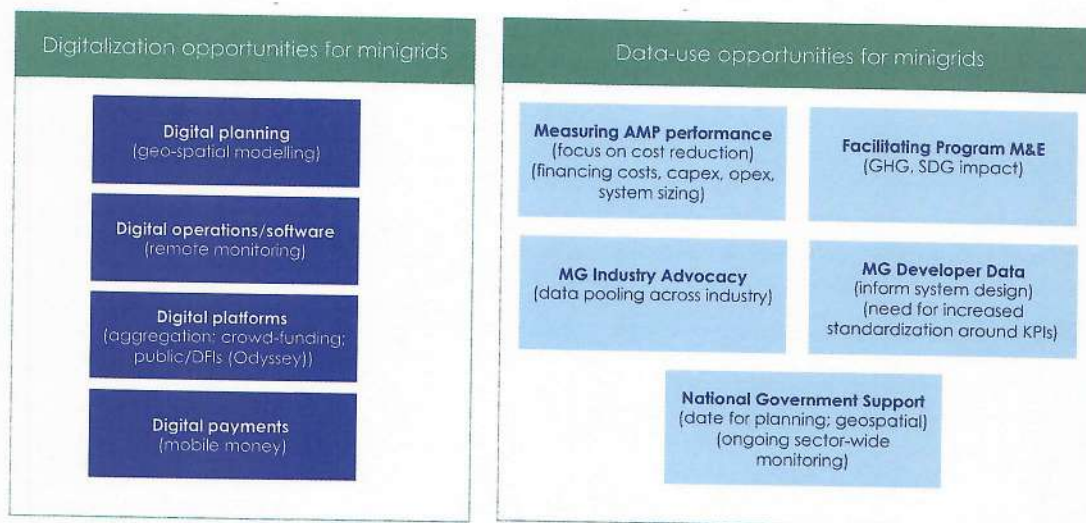 Digitalization opportunities for minigrids
Digital planning
(geo-spatial modelling)
Digital operations/software
(remote monitoring)
Digital platforms
(aggregation; crowd-funding;
public/DFIs (Odyssey))
Digital payments
(mobile money)
Data-use opportunities for minigrids
Measuring AMP performance
(focus on cost reduction)
(financing costs, capex, opex,
system sizing)
Facilitating Program M&E
(GHG, SDG impact)
MG Industry Advocacy
(data pooling across industry)
MG Developer Data
(inform system design)
(need for increased
standardization around KPIs)
National Government Support
(date for planning; geospatial)
(ongoing sector-wide
monitoring)